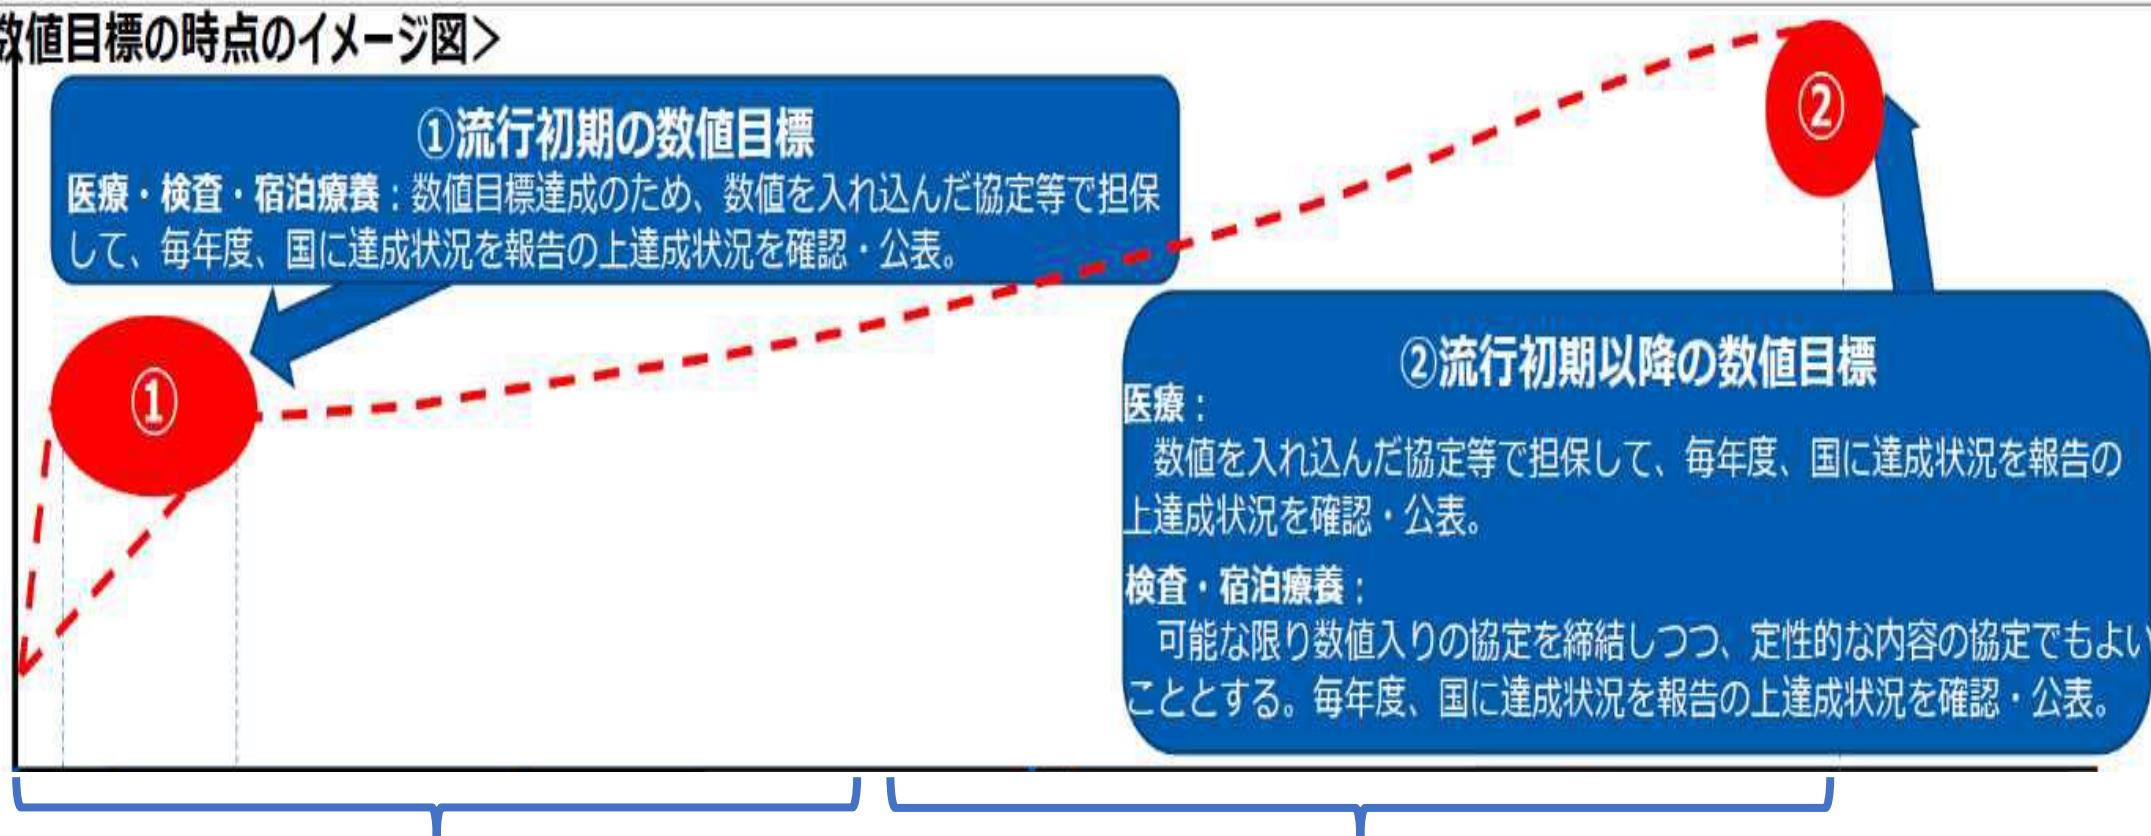 数値目標の時点のイメージ図＞
①流行初期の数値目標
医療・検査・宿泊療養：数値目標達成のため、数値を入れ込んだ協定等で担保
して、毎年度、国に達成状況を報告の上達成状況を確認・公表。
①
②
②流行初期以降の数値目標
医療：
数値を入れ込んだ協定等で担保して、毎年度、国に達成状況を報告の
上達成状況を確認・公表。
検査・宿泊療養：
可能な限り数値入りの協定を締結しつつ、定性的な内容の協定でもよい
こととする。毎年度、国に達成状況を報告の上達成状況を確認・公表。